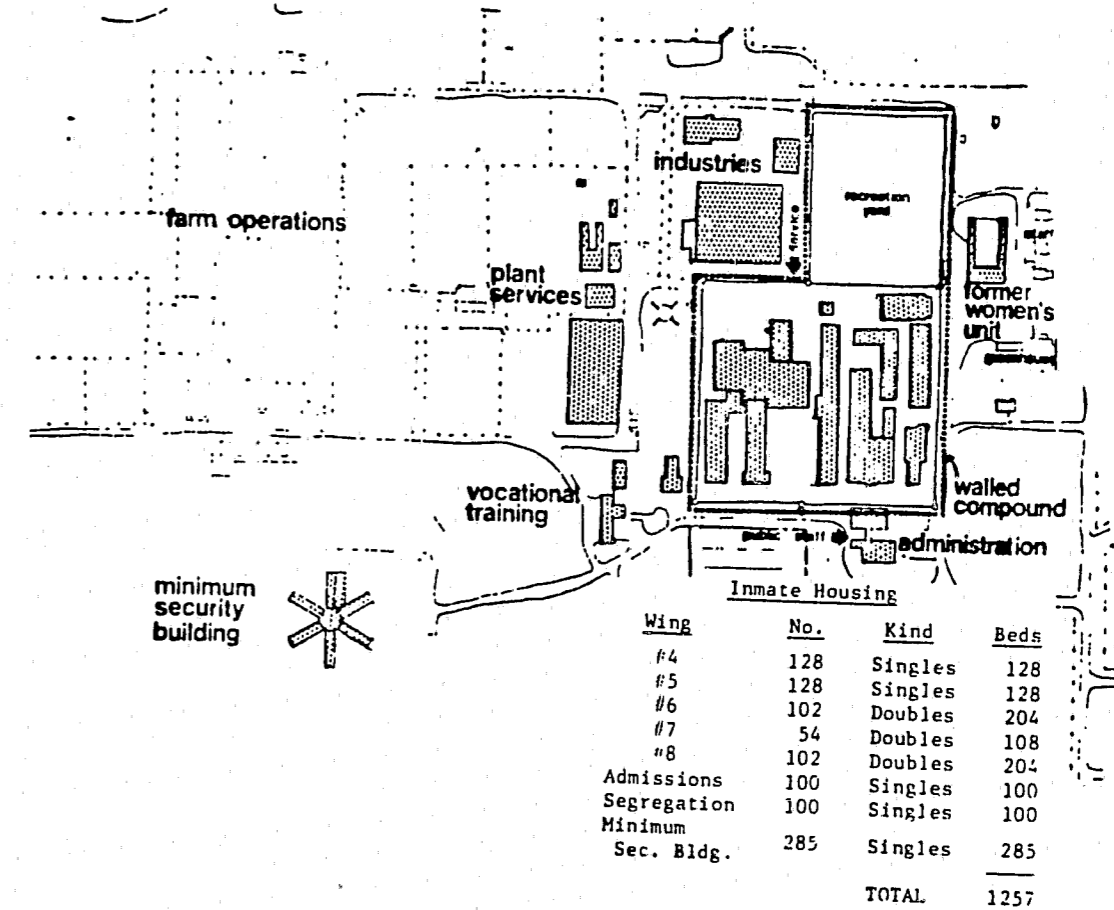 industries
recreation
yard
service
farm operations
staff
plant
services
former
women's
unit
greenhouse
vocational
training
walled
compound
public staff
administration
minimum
security
building
Inmate Housing
Wing No. Kind Beds
#4 128 Singles 128
#5 128 Singles 128
#6 102 Doubles 204
#7 54 Doubles 108
#8 102 Doubles 204
Admissions 100 Singles 100
Segregation 100 Singles 100
Minimum
Sec. Bldg. 285 Singles 285
TOTAL 1257